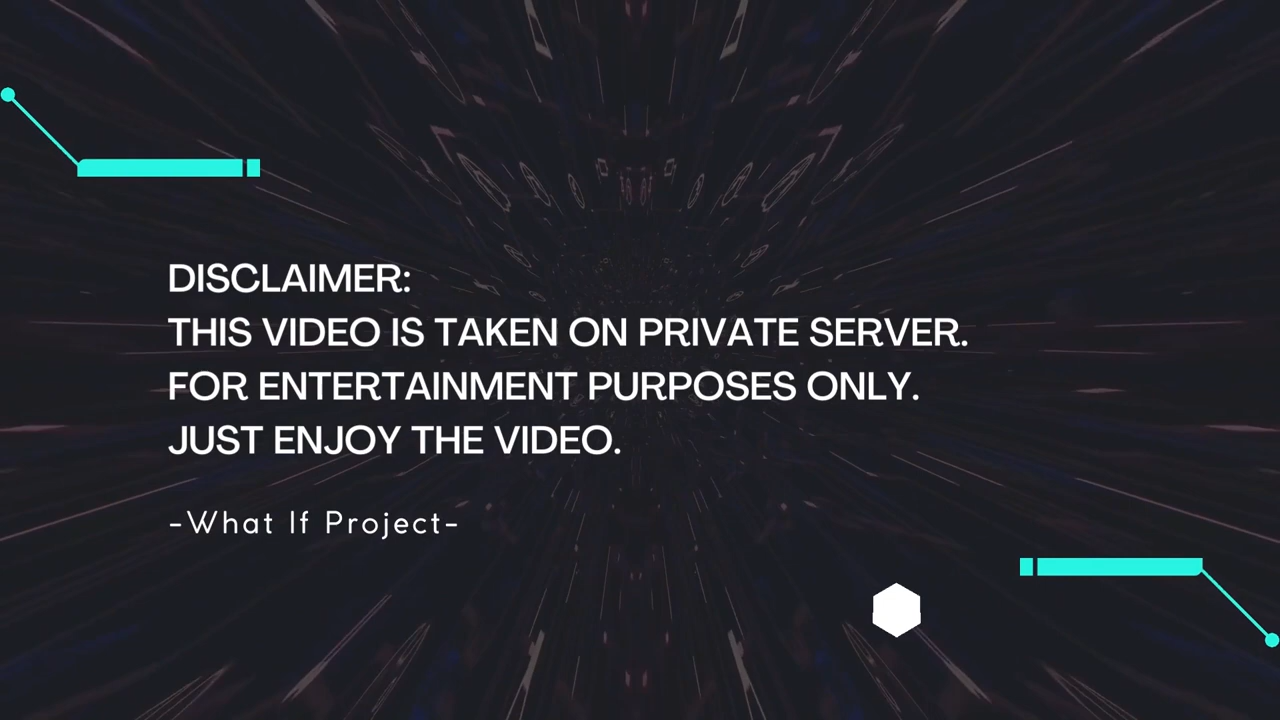 DISCLAIMER:
THIS VIDEO IS TAKEN ON PRIVATE SERVER.
FOR ENTERTAINMENT PURPOSES ONLY.
JUST ENJOY THE VIDEO.
-What If Project-